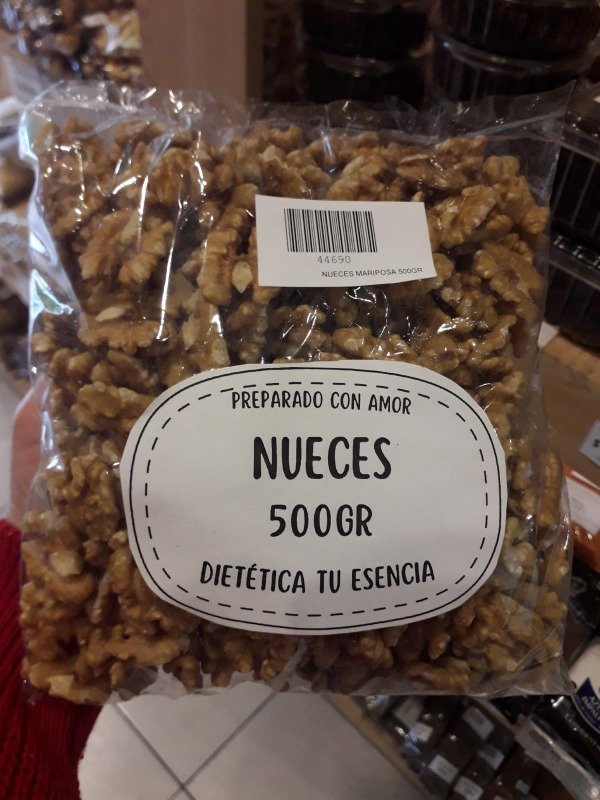 44690
NUECES MARIPOSA 500GR
PREPARADO CON AMOR
NUECES
500GR
DIETÉTICA TU ESENCIA